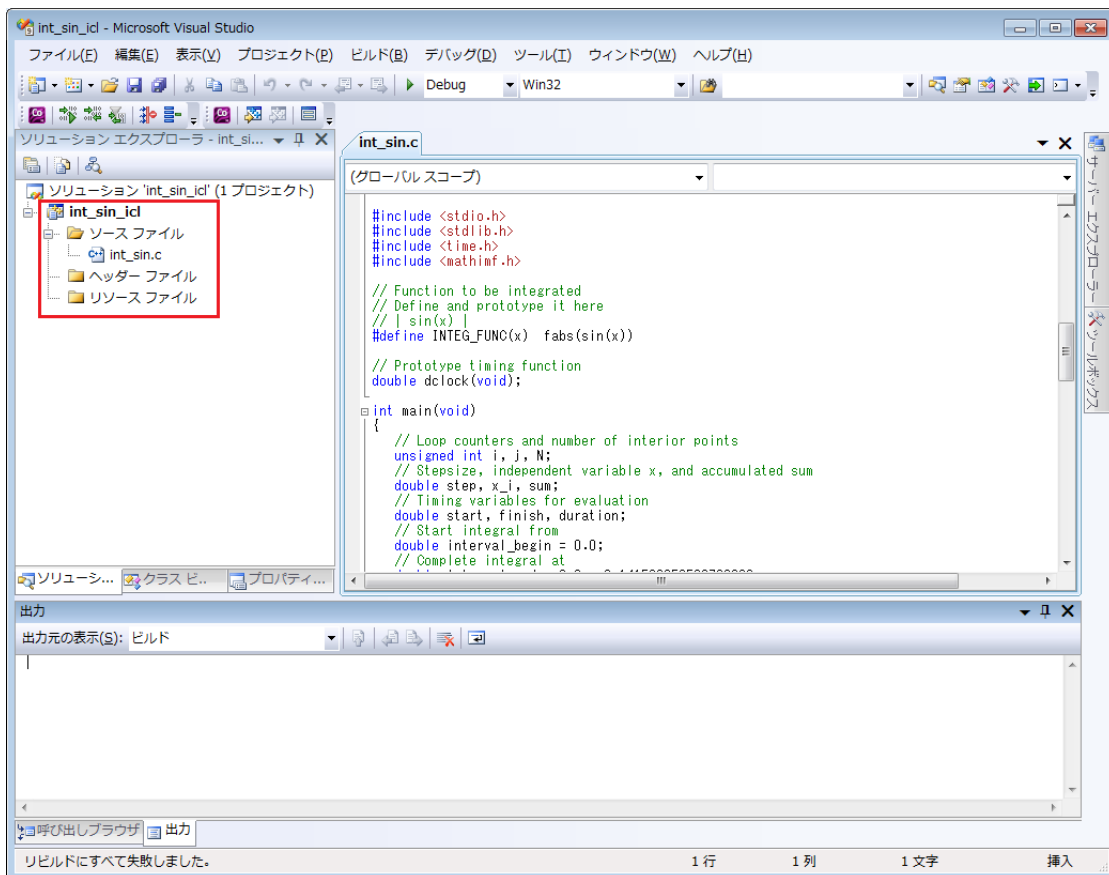 int_sin_icl - Microsoft Visual Studio
ファイル(F) 編集(E) 表示(V) プロジェクト(P) ビルド(B) デバッグ(D) ツール(T) ウィンドウ(W) ヘルプ(H)
Debug Win32
ソリューション エクスプローラ - int_si...
ソリューション 'int_sin_icl' (1 プロジェクト)
int_sin_icl
ソース ファイル
int_sin.c
ヘッダー ファイル
リソース ファイル
ソリューシ... クラス ビ... プロパティ...
int_sin.c
(グローバル スコープ)
#include <stdio.h>
#include <stdlib.h>
#include <time.h>
#include <mathimf.h>
// Function to be integrated
// Define and prototype it here
// | sin(x) |
#define INTEG_FUNC(x) fabs(sin(x))
// Prototype timing function
double dclock(void);
int main(void)
{
// Loop counters and number of interior points
unsigned int i, j, N;
// Stepsize, independent variable x, and accumulated sum
double step, x_i, sum;
// Timing variables for evaluation
double start, finish, duration;
// Start integral from
double interval_begin = 0.0;
// Complete integral at
サーバー エクスプローラー
ツールボックス
出力
出力元の表示(S): ビルド
呼び出しブラウザ 出力
リビルドにすべて失敗しました。 1 行 1 列 1 文字 挿入